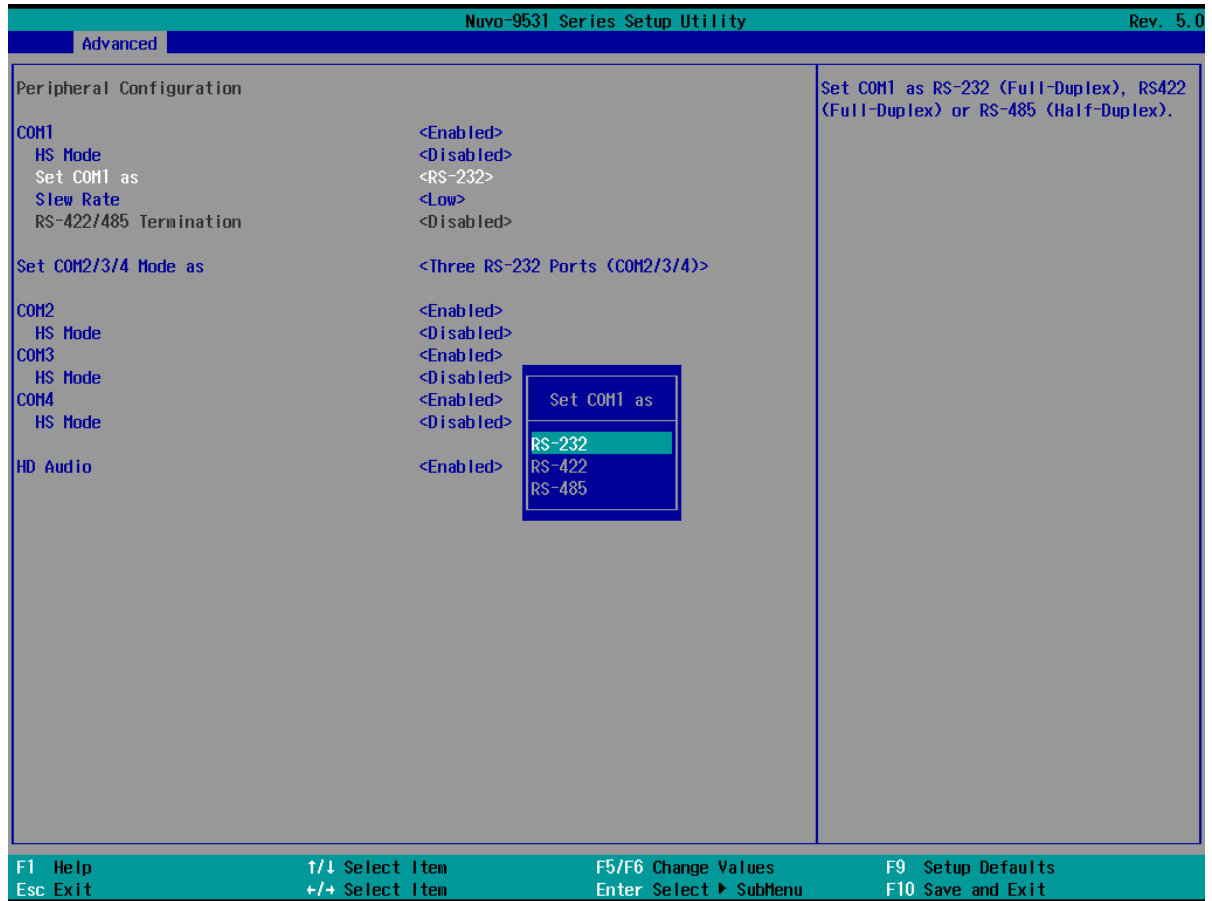 Nuvo-9531 Series Setup Utility Rev. 5.0
Advanced
Peripheral Configuration
Set COM1 as RS-232 (Full-Duplex), RS422
(Full-Duplex) or RS-485 (Half-Duplex).
COM1 <Enabled>
HS Mode <Disabled>
Set COM1 as <RS-232>
Slew Rate <Low>
RS-422/485 Termination <Disabled>
Set COM2/3/4 Mode as <Three RS-232 Ports (COM2/3/4)>
COM2 <Enabled>
HS Mode <Disabled>
COM3 <Enabled>
HS Mode <Disabled>
COM4 <Enabled>
HS Mode <Disabled>
HD Audio <Enabled>
Set COM1 as
RS-232
RS-422
RS-485
F1 Help ↑/↓ Select Item F5/F6 Change Values F9 Setup Defaults
Esc Exit ←/→ Select Item Enter Select ▶ SubMenu F10 Save and Exit